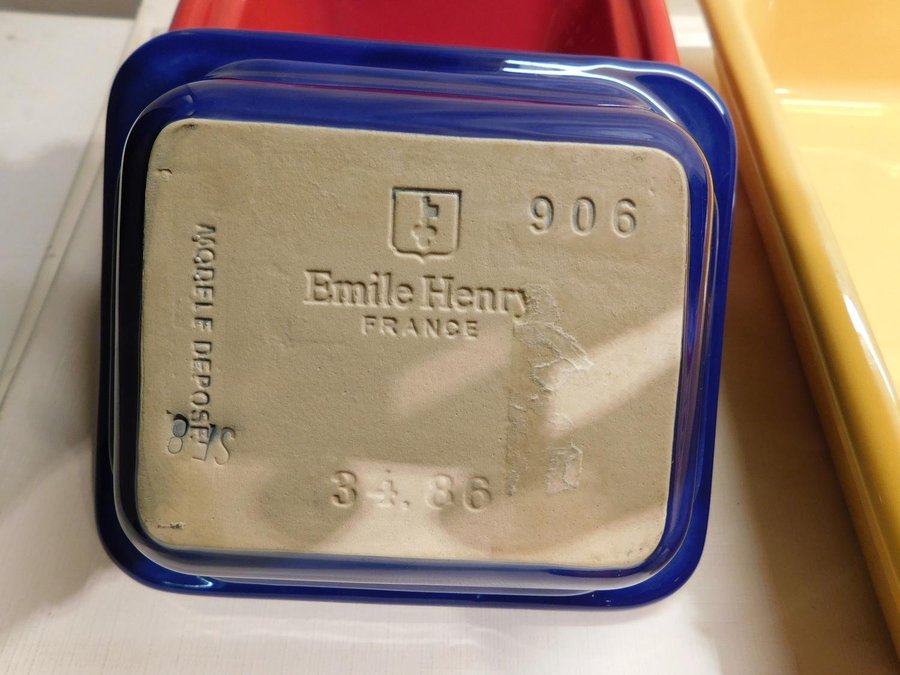 906
Emile Henry
FRANCE
MODELE DEPOSE
34.86